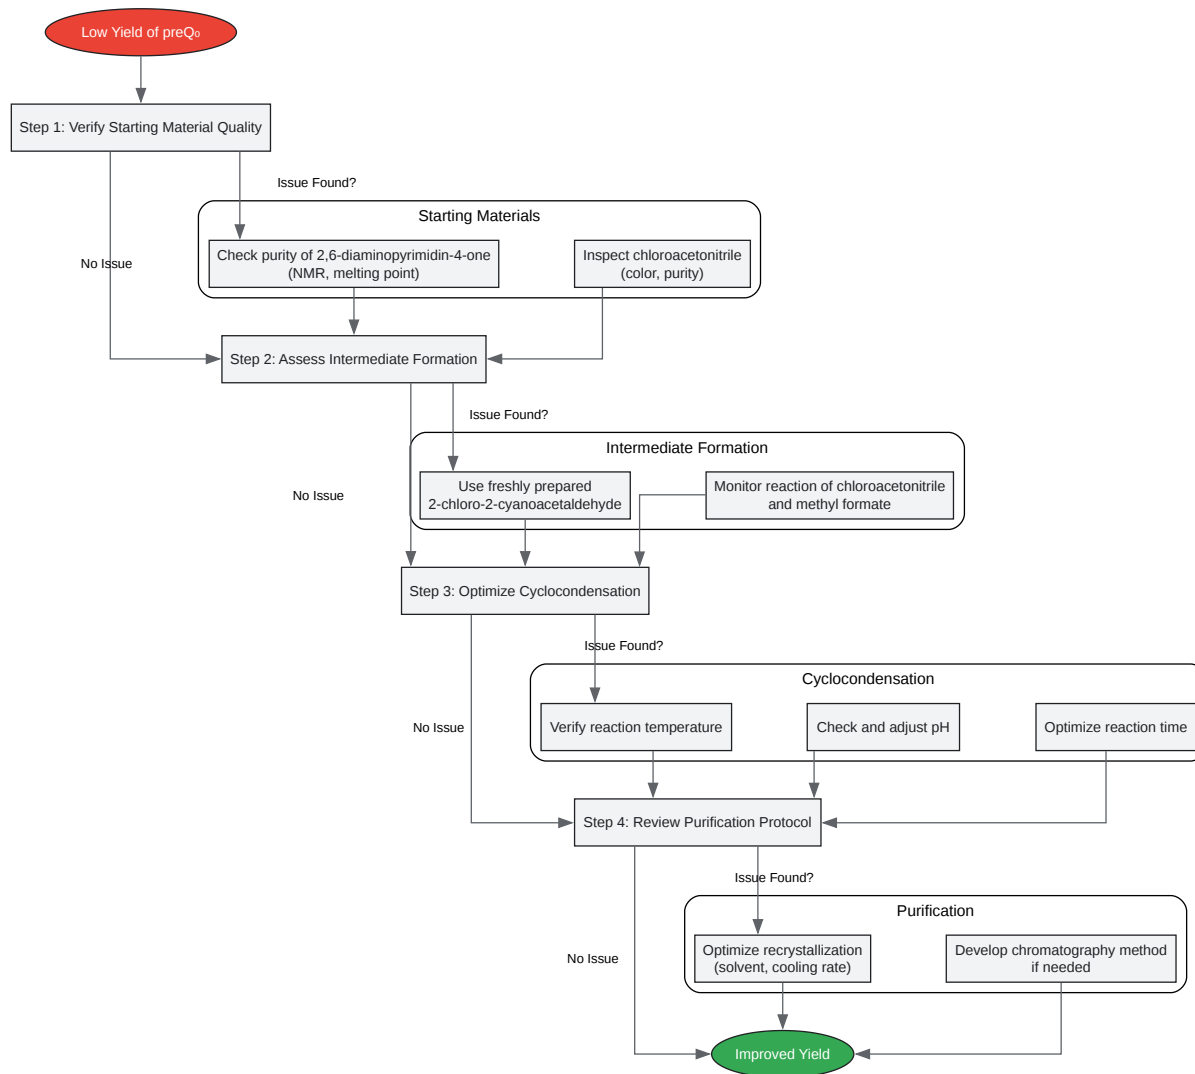 Low Yield of preQ₀
Step 1: Verify Starting Material Quality
Issue Found?
Starting Materials
Check purity of 2,6-diaminopyrimidin-4-one
(NMR, melting point)
Inspect chloroacetonitrile
(color, purity)
No Issue
Step 2: Assess Intermediate Formation
Issue Found?
Intermediate Formation
Use freshly prepared
2-chloro-2-cyanoacetaldehyde
Monitor reaction of chloroacetonitrile
and methyl formate
No Issue
Step 3: Optimize Cyclocondensation
Issue Found?
Cyclocondensation
Verify reaction temperature
Check and adjust pH
Optimize reaction time
No Issue
Step 4: Review Purification Protocol
Issue Found?
Purification
Optimize recrystallization
(solvent, cooling rate)
Develop chromatography method
if needed
No Issue
Improved Yield